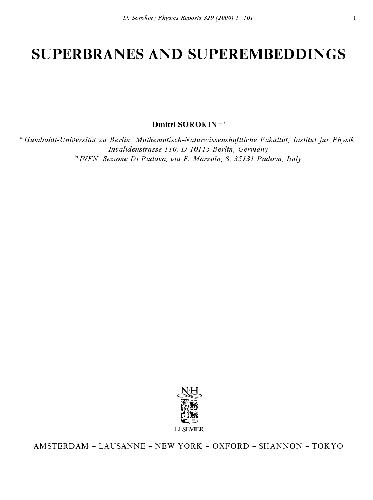 D. Sorokin / Physics Reports 329 (2000) 1–101 1
SUPERBRANES AND SUPEREMBEDDINGS
Dmitri SOROKIN
Humboldt-Universität zu Berlin, Mathematisch-Naturwissenschaftliche Fakultät, Institut für Physik
Invalidenstrasse 110, D-10115 Berlin, Germany
INFN, Sezione Di Padova, via F. Marzolo, 8, 35131 Padova, Italy
NH
ELSEVIER
AMSTERDAM – LAUSANNE – NEW YORK – OXFORD – SHANNON – TOKYO